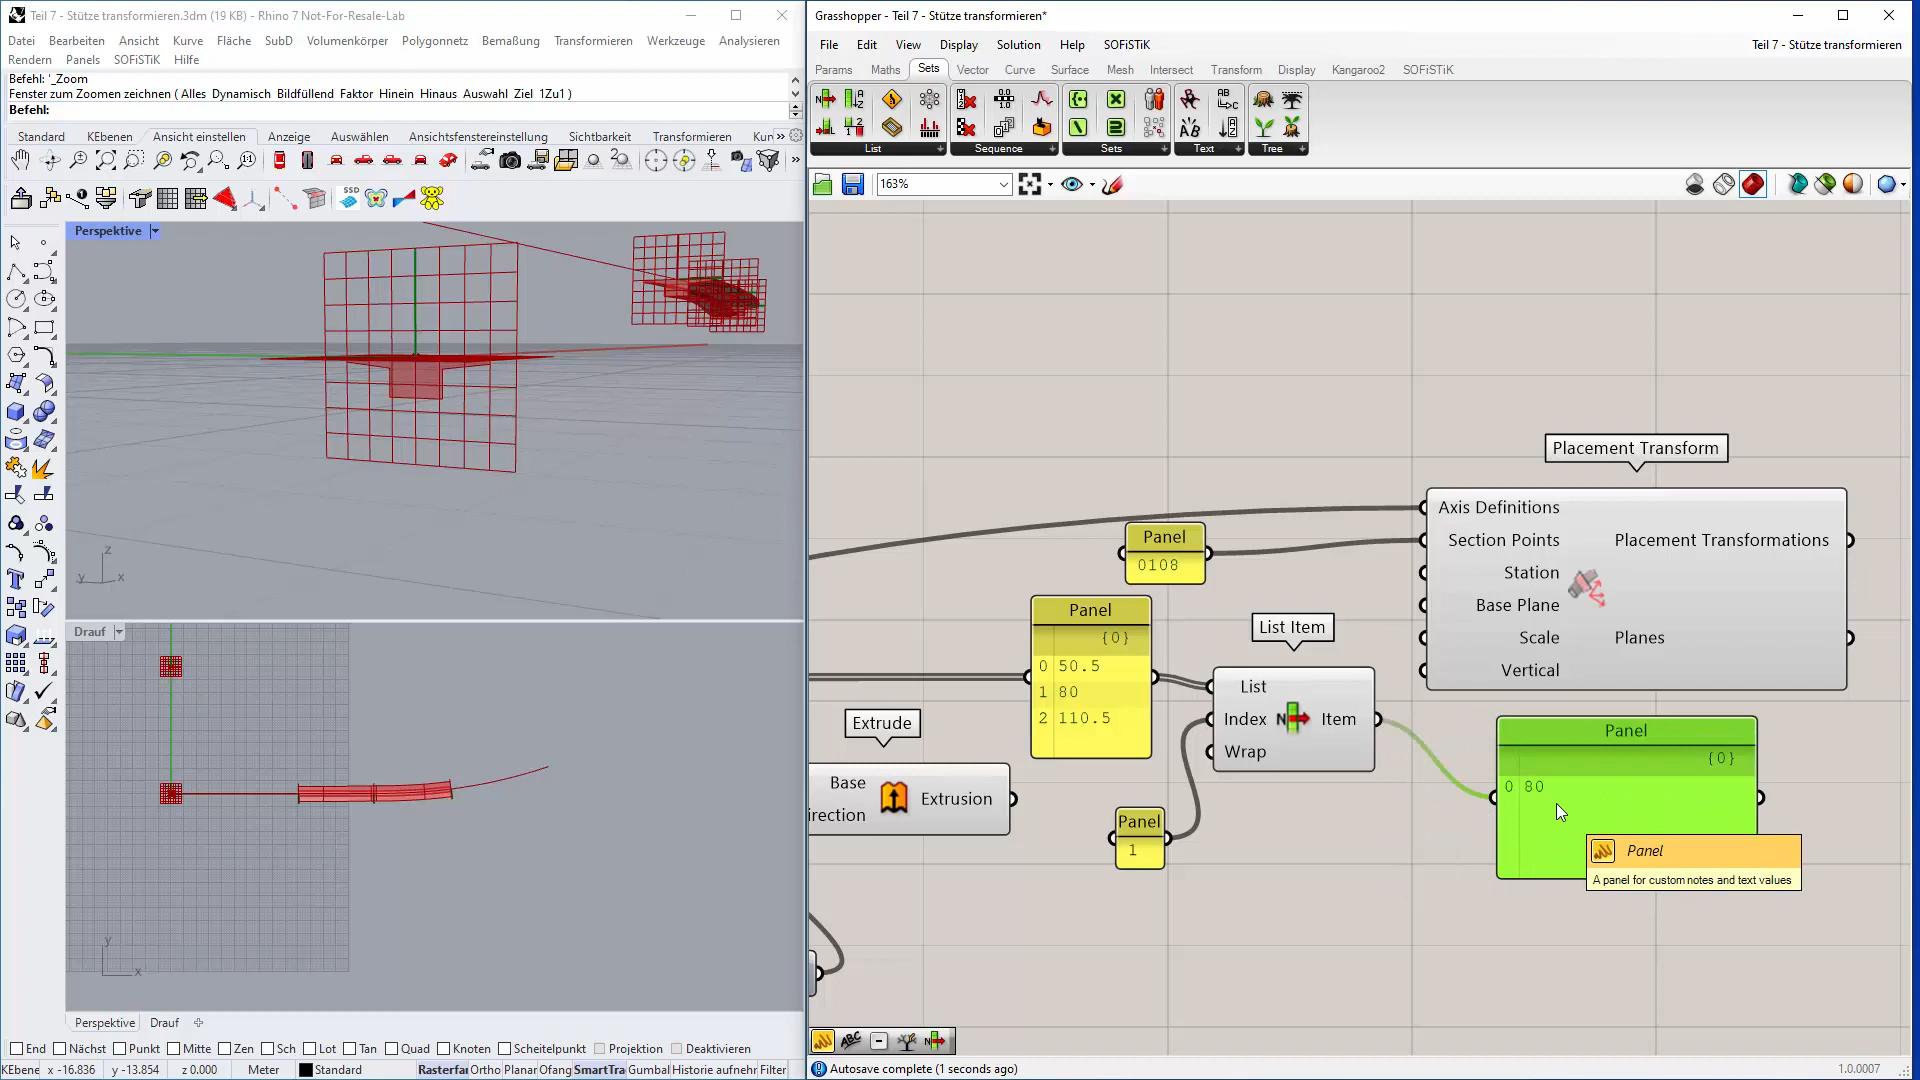 Teil 7 - Stütze transformieren.3dm (19 KB) - Rhino 7 Not-For-Resale-Lab
Datei Bearbeiten Ansicht Kurve Fläche SubD Volumenkörper Polygonnetz Bemaßung Transformieren Werkzeuge Analysieren
Rendern Panels SOFiSTiK Hilfe
Befehl: '_Zoom
Fenster zum Zoomen zeichnen ( Alles Dynamisch Bildfüllend Faktor Hinein Hinaus Auswahl Ziel 1Zu1 )
Befehl:
Standard KEbenen Ansicht einstellen Anzeige Auswählen Ansichtsfenstereinstellung Sichtbarkeit Transformieren Kun »
SSD
Perspektive
z
y x
Drauf
y
x
Perspektive Drauf
End Nächst Punkt Mitte Zen Sch Lot Tan Quad Knoten Scheitelpunkt Projektion Deaktivieren
KEbene x -16.836 y -13.854 z 0.000 Meter Standard Rasterfar Ortho Planar Ofang SmartTra Gumbal Historie aufnehr Filter
Grasshopper - Teil 7 - Stütze transformieren*
File Edit View Display Solution Help SOFiSTiK
Teil 7 - Stütze transformieren
Params Maths Sets Vector Curve Surface Mesh Intersect Transform Display Kangaroo2 SOFiSTiK
List Sequence Sets Text Tree
163%
Placement Transform
Axis Definitions
Section Points
Station
Base Plane
Scale
Vertical
Placement Transformations
Planes
Panel
0108
Panel
{0}
0 50.5
1 80
2 110.5
List Item
List
Index
Wrap
N
Item
Extrude
Base
irection
Extrusion
Panel
1
Panel
{0}
0 80
Panel
A panel for custom notes and text values
Autosave complete (1 seconds ago)
1.0.0007